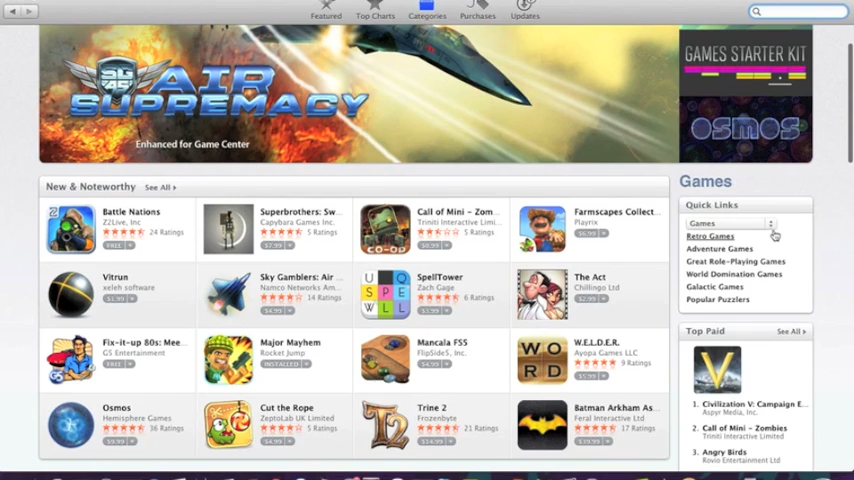 Featured Top Charts Categories Purchases Updates
SG AS
AIR
SUPREMACY
Enhanced for Game Center
GAMES STARTER KIT
OSMOS
New & Noteworthy See All
Battle Nations
Z2Live, Inc
24 Ratings
FREE
Superbrothers: Sw...
Capybara Games Inc.
5 Ratings
$7.99
Call of Mini - Zom...
Triniti Interactive Limi...
5 Ratings
$0.99
CO-OP
Farmscapes Collect...
Playrix
$6.99
Vitrun
xeleh software
$1.99
Sky Gamblers: Air ...
Namco Networks Am...
14 Ratings
$4.99
U Q
S P E
W L L
SpellTower
Zach Gage
6 Ratings
The Act
Chillingo Ltd
$2.99
Fix-it-up 80s: Mee...
G5 Entertainment
FREE
G5
Major Mayhem
Rocket Jump
INSTALLED
Mancala FS5
FlipSide5, Inc.
$4.99
W O
R D
W.E.L.D.E.R.
Ayopa Games LLC
9 Ratings
$5.99
Osmos
Hemisphere Games
36 Ratings
$9.99
Cut the Rope
ZeptoLab UK Limited
5 Ratings
$4.99
T2
Trine 2
Frozenbyte
21 Ratings
$14.99
Batman Arkham As...
Feral Interactive Ltd
17 Ratings
$39.99
Games
Quick Links
Games
Retro Games
Adventure Games
Great Role-Playing Games
World Domination Games
Galactic Games
Popular Puzzlers
Top Paid See All
V
1. Civilization V: Campaign E...
Aspyr Media, Inc.
2. Call of Mini - Zombies
Triniti Interactive Limited
3. Angry Birds
Rovio Entertainment Ltd